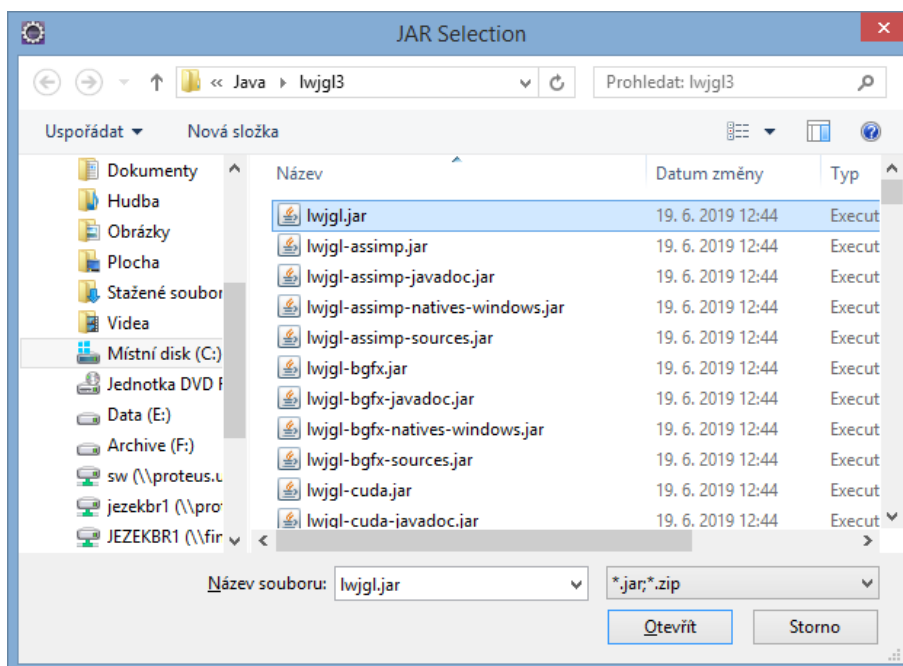 JAR Selection
« Java lwjgl3
Prohledat: lwjgl3
Uspořádat Nová složka
Dokumenty
Hudba
Obrázky
Plocha
Stažené soubor
Videa
Místní disk (C:)
Jednotka DVD F
Data (E:)
Archive (F:)
sw (\\proteus.u
jezekbr1 (\\pro
JEZEKBR1 (\\fir
Název Datum změny Typ
lwjgl.jar 19. 6. 2019 12:44 Execut
lwjgl-assimp.jar 19. 6. 2019 12:44 Execut
lwjgl-assimp-javadoc.jar 19. 6. 2019 12:44 Execut
lwjgl-assimp-natives-windows.jar 19. 6. 2019 12:44 Execut
lwjgl-assimp-sources.jar 19. 6. 2019 12:44 Execut
lwjgl-bgfx.jar 19. 6. 2019 12:44 Execut
lwjgl-bgfx-javadoc.jar 19. 6. 2019 12:44 Execut
lwjgl-bgfx-natives-windows.jar 19. 6. 2019 12:44 Execut
lwjgl-bgfx-sources.jar 19. 6. 2019 12:44 Execut
lwjgl-cuda.jar 19. 6. 2019 12:44 Execut
lwjgl-cuda-javadoc.jar 19. 6. 2019 12:44 Execut
Název souboru: lwjgl.jar *.jar;*.zip
Otevřít Storno